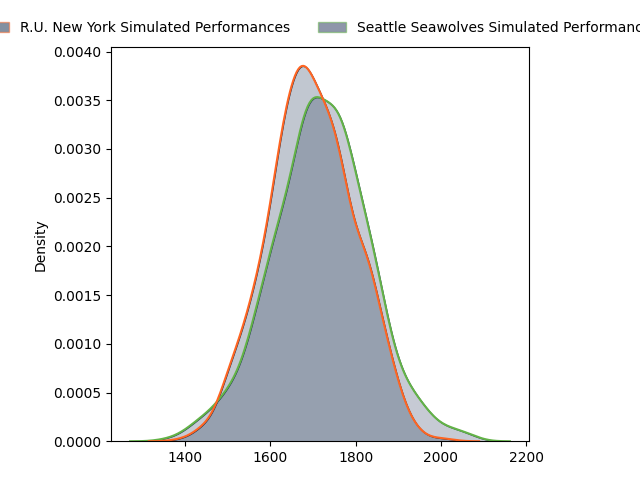 R.U. New York Simulated Performances
Seattle Seawolves Simulated Performanc
0.0040
0.0035
0.0030
0.0025
0.0020
0.0015
0.0010
0.0005
0.0000
Density
1400 1600 1800 2000 2200